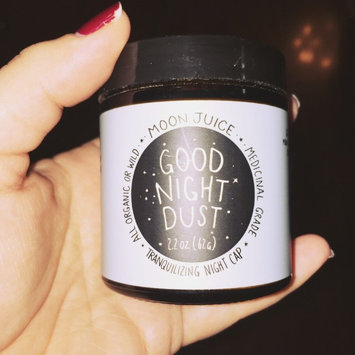 MOON JUICE
GOOD
NIGHT
DUST
2.2 oz. (62g)
ALL ORGANIC OR WILD
MEDICINAL GRADE
TRANQUILIZING NIGHT CAP